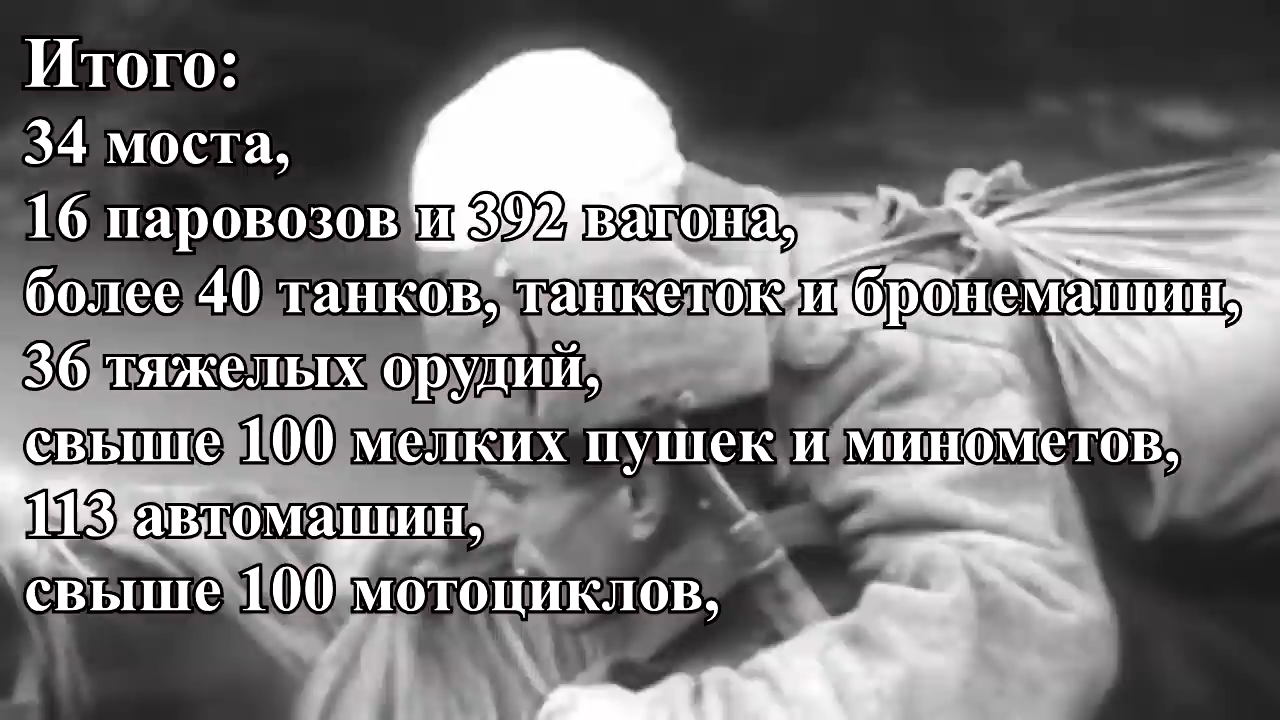 Итого:
34 моста,
16 паровозов и 392 вагона,
более 40 танков, танкеток и бронемашин,
36 тяжелых орудий,
свыше 100 мелких пушек и минометов,
113 автомашин,
свыше 100 мотоциклов,